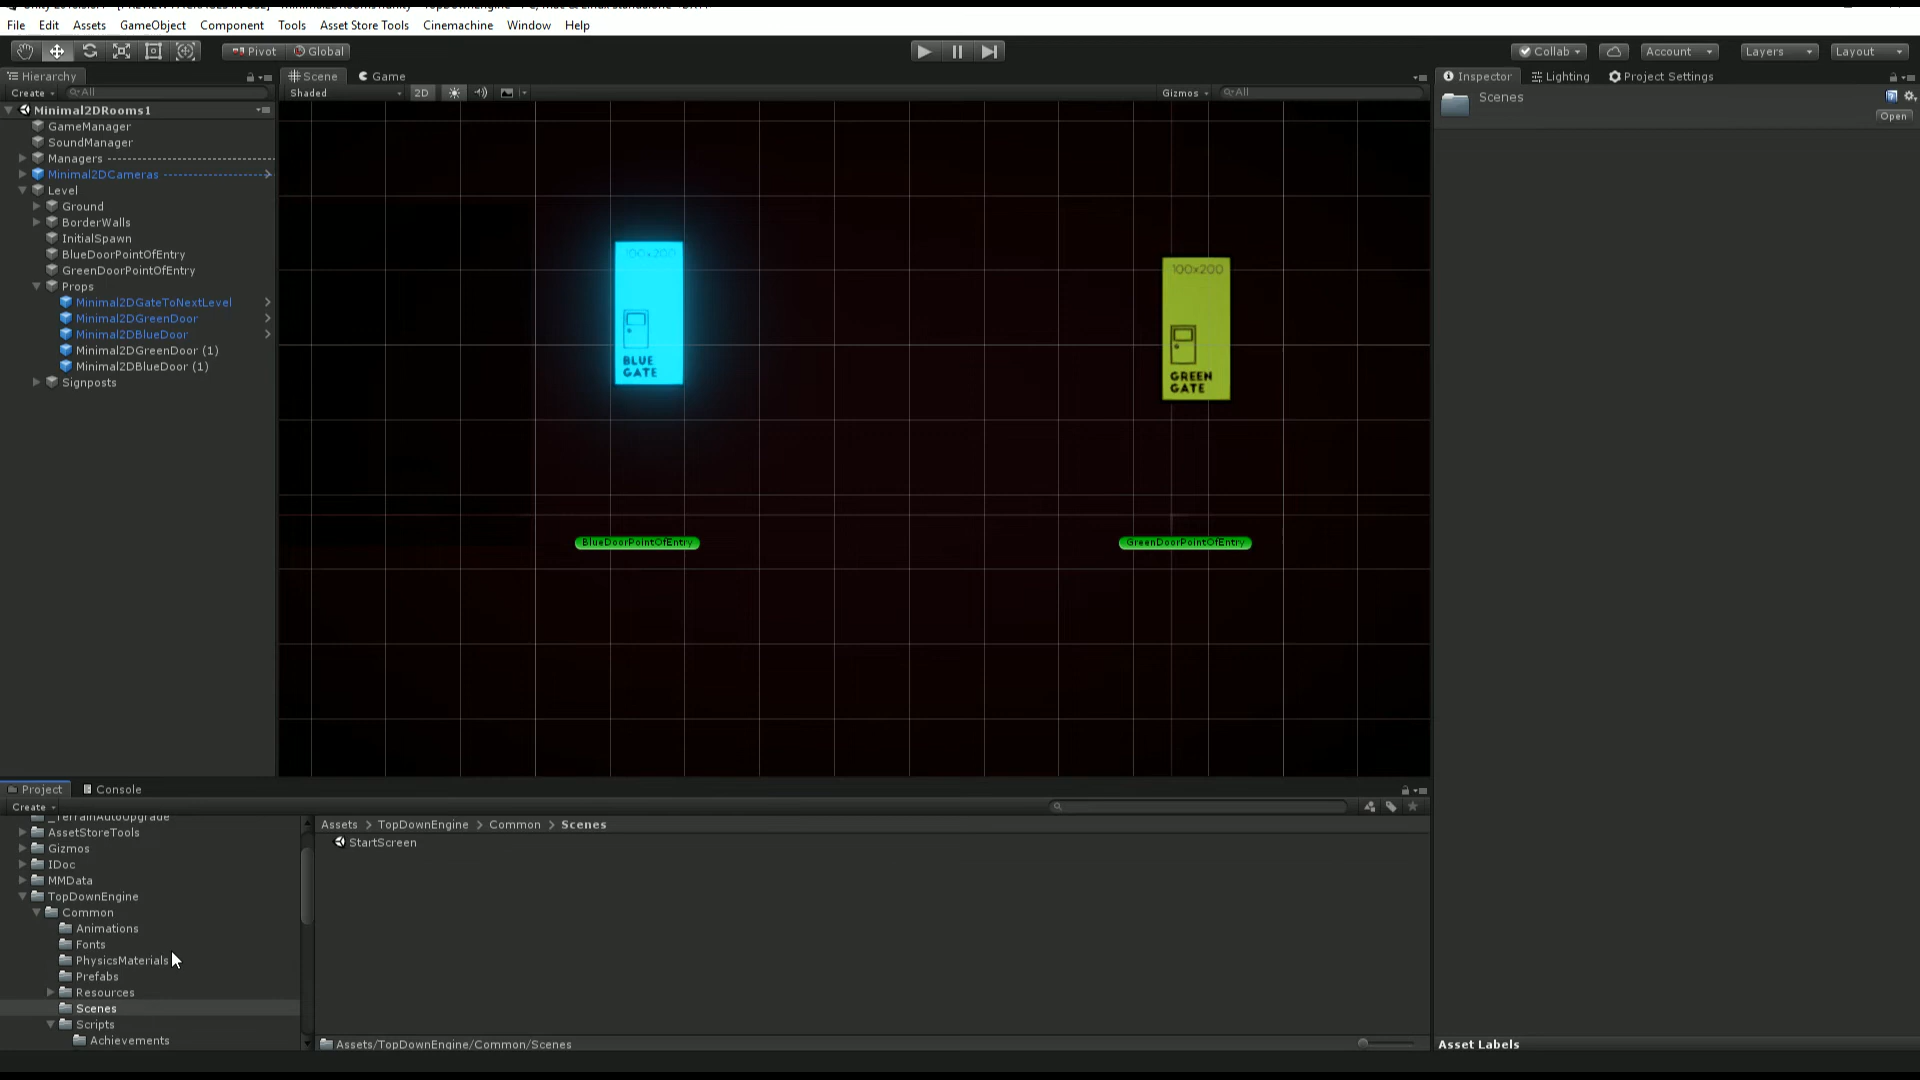 File Edit Assets GameObject Component Tools Asset Store Tools Cinemachine Window Help
Pivot Global Collab Account Layers Layout
Hierarchy Scene Game Inspector Lighting Project Settings
Create All Shaded 2D Gizmos All Scenes
Open
Minimal2DRooms1
GameManager
SoundManager
Managers
Minimal2DCameras
Level
Ground
BorderWalls
InitialSpawn
BlueDoorPointOfEntry
GreenDoorPointOfEntry
Props
Minimal2DGateToNextLevel
Minimal2DGreenDoor
Minimal2DBlueDoor
Minimal2DGreenDoor (1)
Minimal2DBlueDoor (1)
Signposts
100x200
BLUE
GATE
100x200
GREEN
GATE
BlueDoorPointOfEntry GreenDoorPointOfEntry
Project Console
Create
_TerrainAutoUpgrade
AssetStoreTools
Gizmos
IDoc
MMData
TopDownEngine
Common
Animations
Fonts
PhysicsMaterials
Prefabs
Resources
Scenes
Scripts
Achievements
Assets > TopDownEngine > Common > Scenes
StartScreen
Assets/TopDownEngine/Common/Scenes
Asset Labels